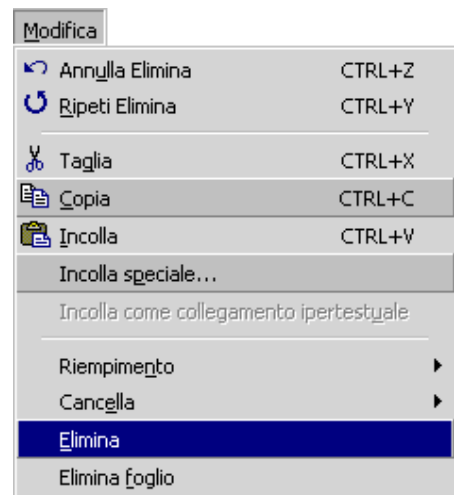 Modifica
Annulla Elimina CTRL+Z
Ripeti Elimina CTRL+Y
Taglia CTRL+X
Copia CTRL+C
Incolla CTRL+V
Incolla speciale...
Incolla come collegamento ipertestuale
Riempimento
Cancella
Elimina
Elimina foglio